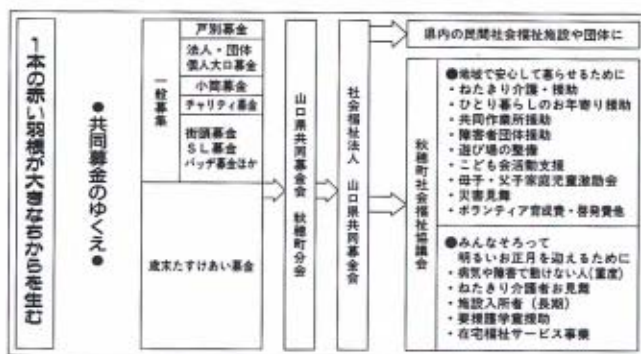 1本の赤い羽根が大きなちからを生む
●共同募金のゆくえ●
一般募集
戸別募金
法人・団体
個人大口募金
小筒募金
チャリティ募金
街頭募金
SL募金
バッヂ募金ほか
歳末たすけあい募金
山口県共同募金会 秋穂町分会
社会福祉法人 山口県共同募金会
県内の民間社会福祉施設や団体に
秋穂町社会福祉協議会
●地域で安心して暮らせるために
・ねたきり介護・援助
・ひとり暮らしのお年寄り援助
・共同作業所援助
・障害者団体援助
・遊び場の整備
・こども会活動支援
・母子・父子家庭児童激励会
・災害見舞
・ボランティア育成費・啓発費他
●みんなそろって
明るいお正月を迎えるために
・病気や障害で動けない人(重度)
・ねたきり介護者お見舞
・施設入所者(長期)
・要援護学童援助
・在宅福祉サービス事業